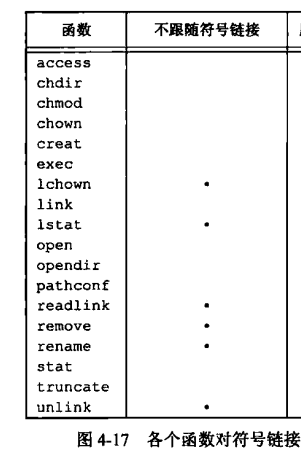 函数 不跟随符号链接
access
chdir
chmod
chown
creat
exec
lchown •
link
lstat •
open
opendir
pathconf
readlink •
remove •
rename •
stat
truncate
unlink •
图 4-17 各个函数对符号链接